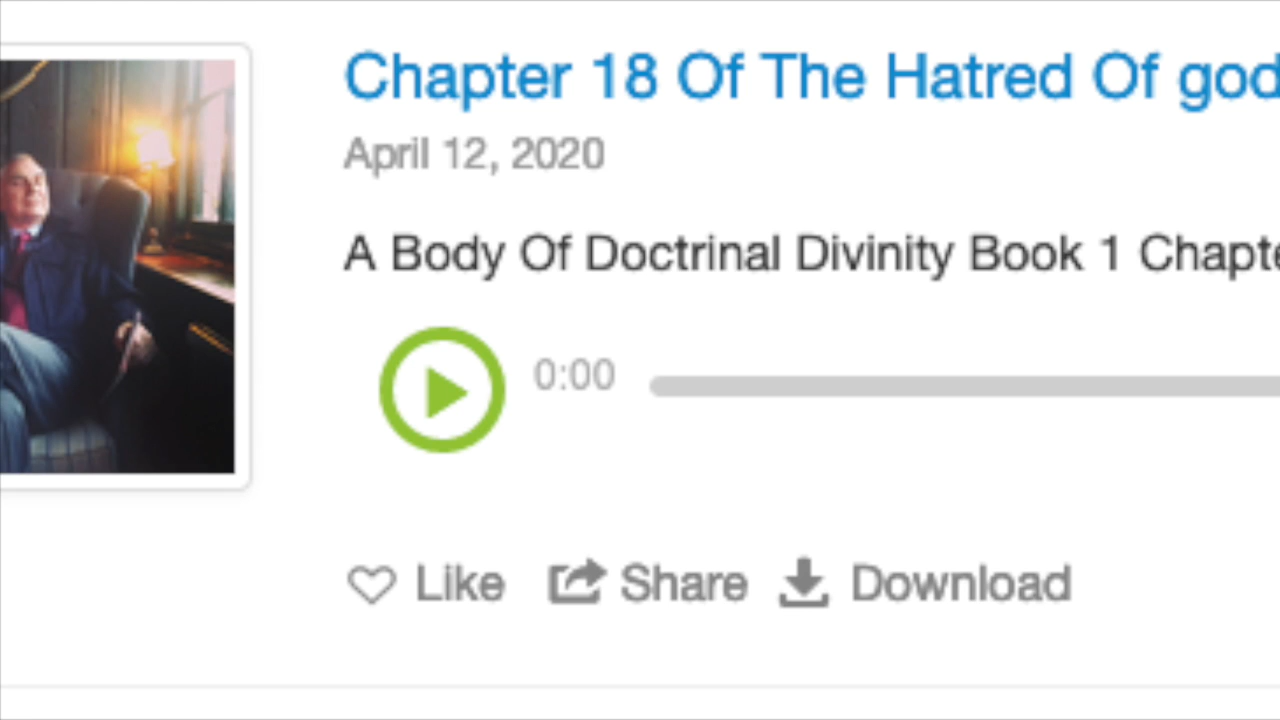 Chapter 18 Of The Hatred Of god
April 12, 2020
A Body Of Doctrinal Divinity Book 1 Chapte
0:00
Like Share Download